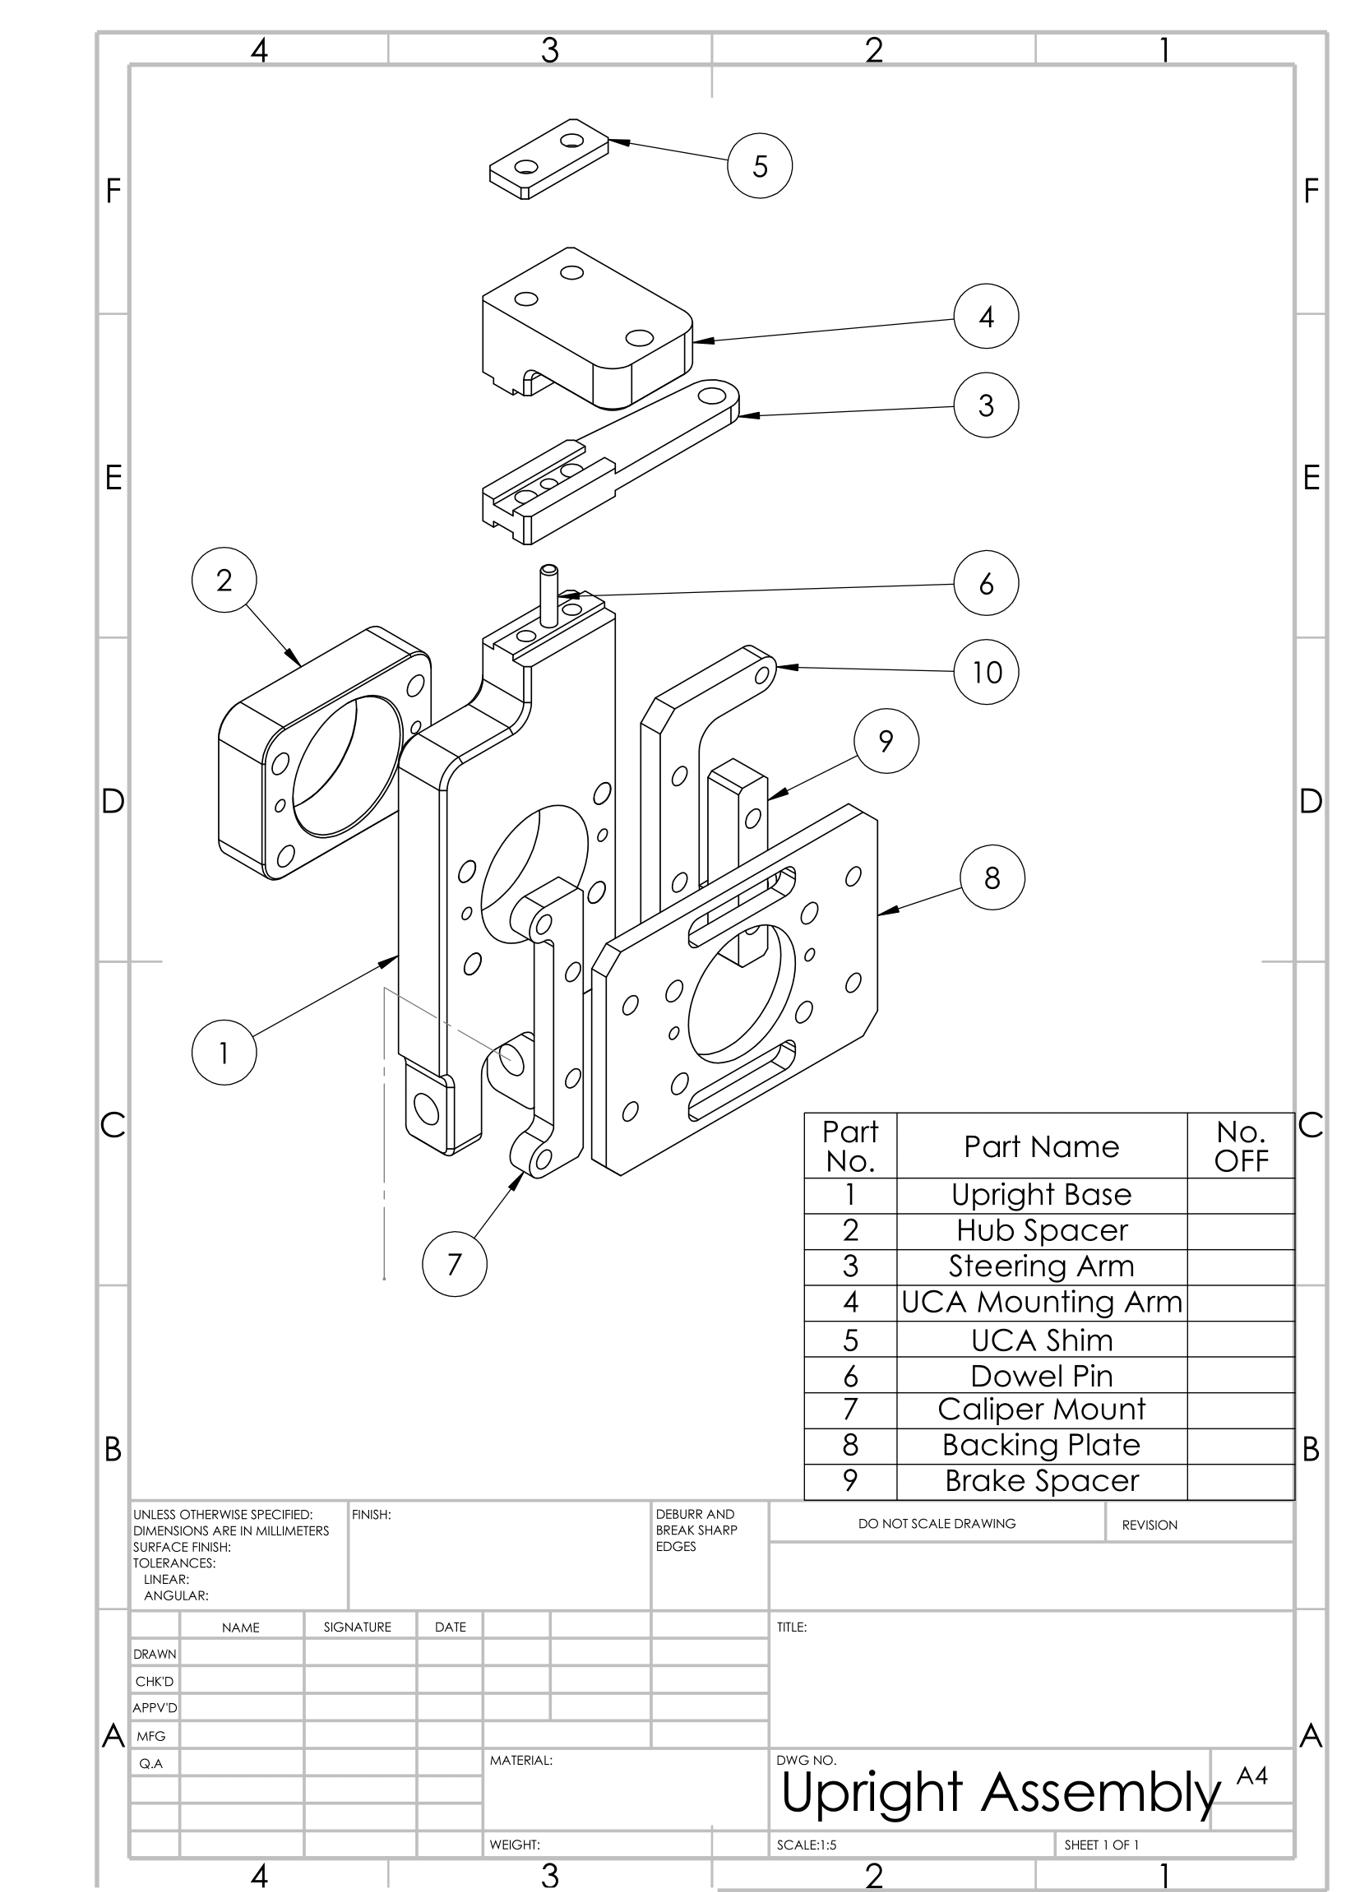 4 3 2 1
5
F F
4
3
E E
2 6
10
9
D D
8
1
C C
7
Part No. Part Name No. OFF
1 Upright Base
2 Hub Spacer
3 Steering Arm
4 UCA Mounting Arm
5 UCA Shim
6 Dowel Pin
7 Caliper Mount
8 Backing Plate
9 Brake Spacer
B B
UNLESS OTHERWISE SPECIFIED:
DIMENSIONS ARE IN MILLIMETERS
SURFACE FINISH:
TOLERANCES:
LINEAR:
ANGULAR:
FINISH:
DEBURR AND
BREAK SHARP
EDGES
DO NOT SCALE DRAWING
REVISION
NAME SIGNATURE DATE
TITLE:
DRAWN
CHK'D
APPV'D
MFG
Q.A
A A
MATERIAL:
DWG NO.
Upright Assembly
A4
WEIGHT:
SCALE:1:5
SHEET 1 OF 1
4 3 2 1